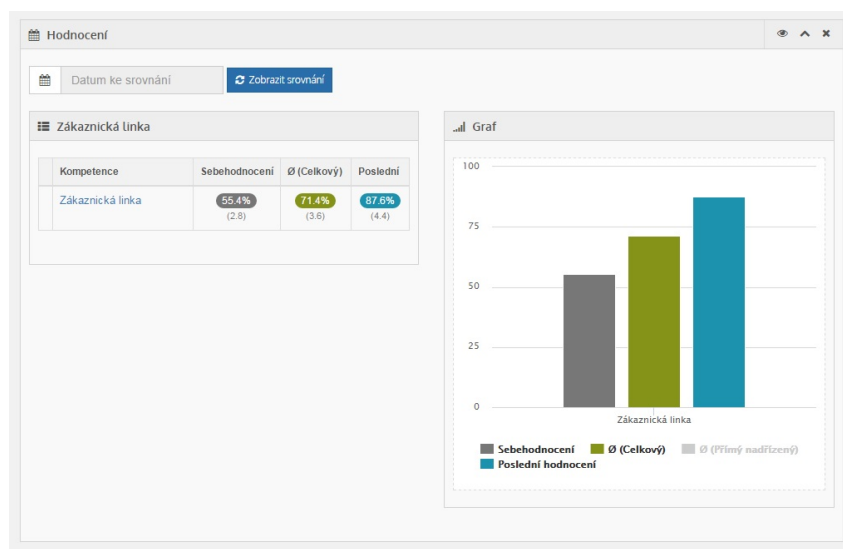 Hodnocení
Datum ke srovnání
Zobrazit srovnání
Zákaznická linka
Kompetence Sebehodnocení Ø (Celkový) Poslední
Zákaznická linka 55.4% 71.4% 87.6%
(2.8) (3.6) (4.4)
Graf
100
75
50
25
0
Zákaznická linka
Sebehodnocení Ø (Celkový) Ø (Přímý nadřízený)
Poslední hodnocení